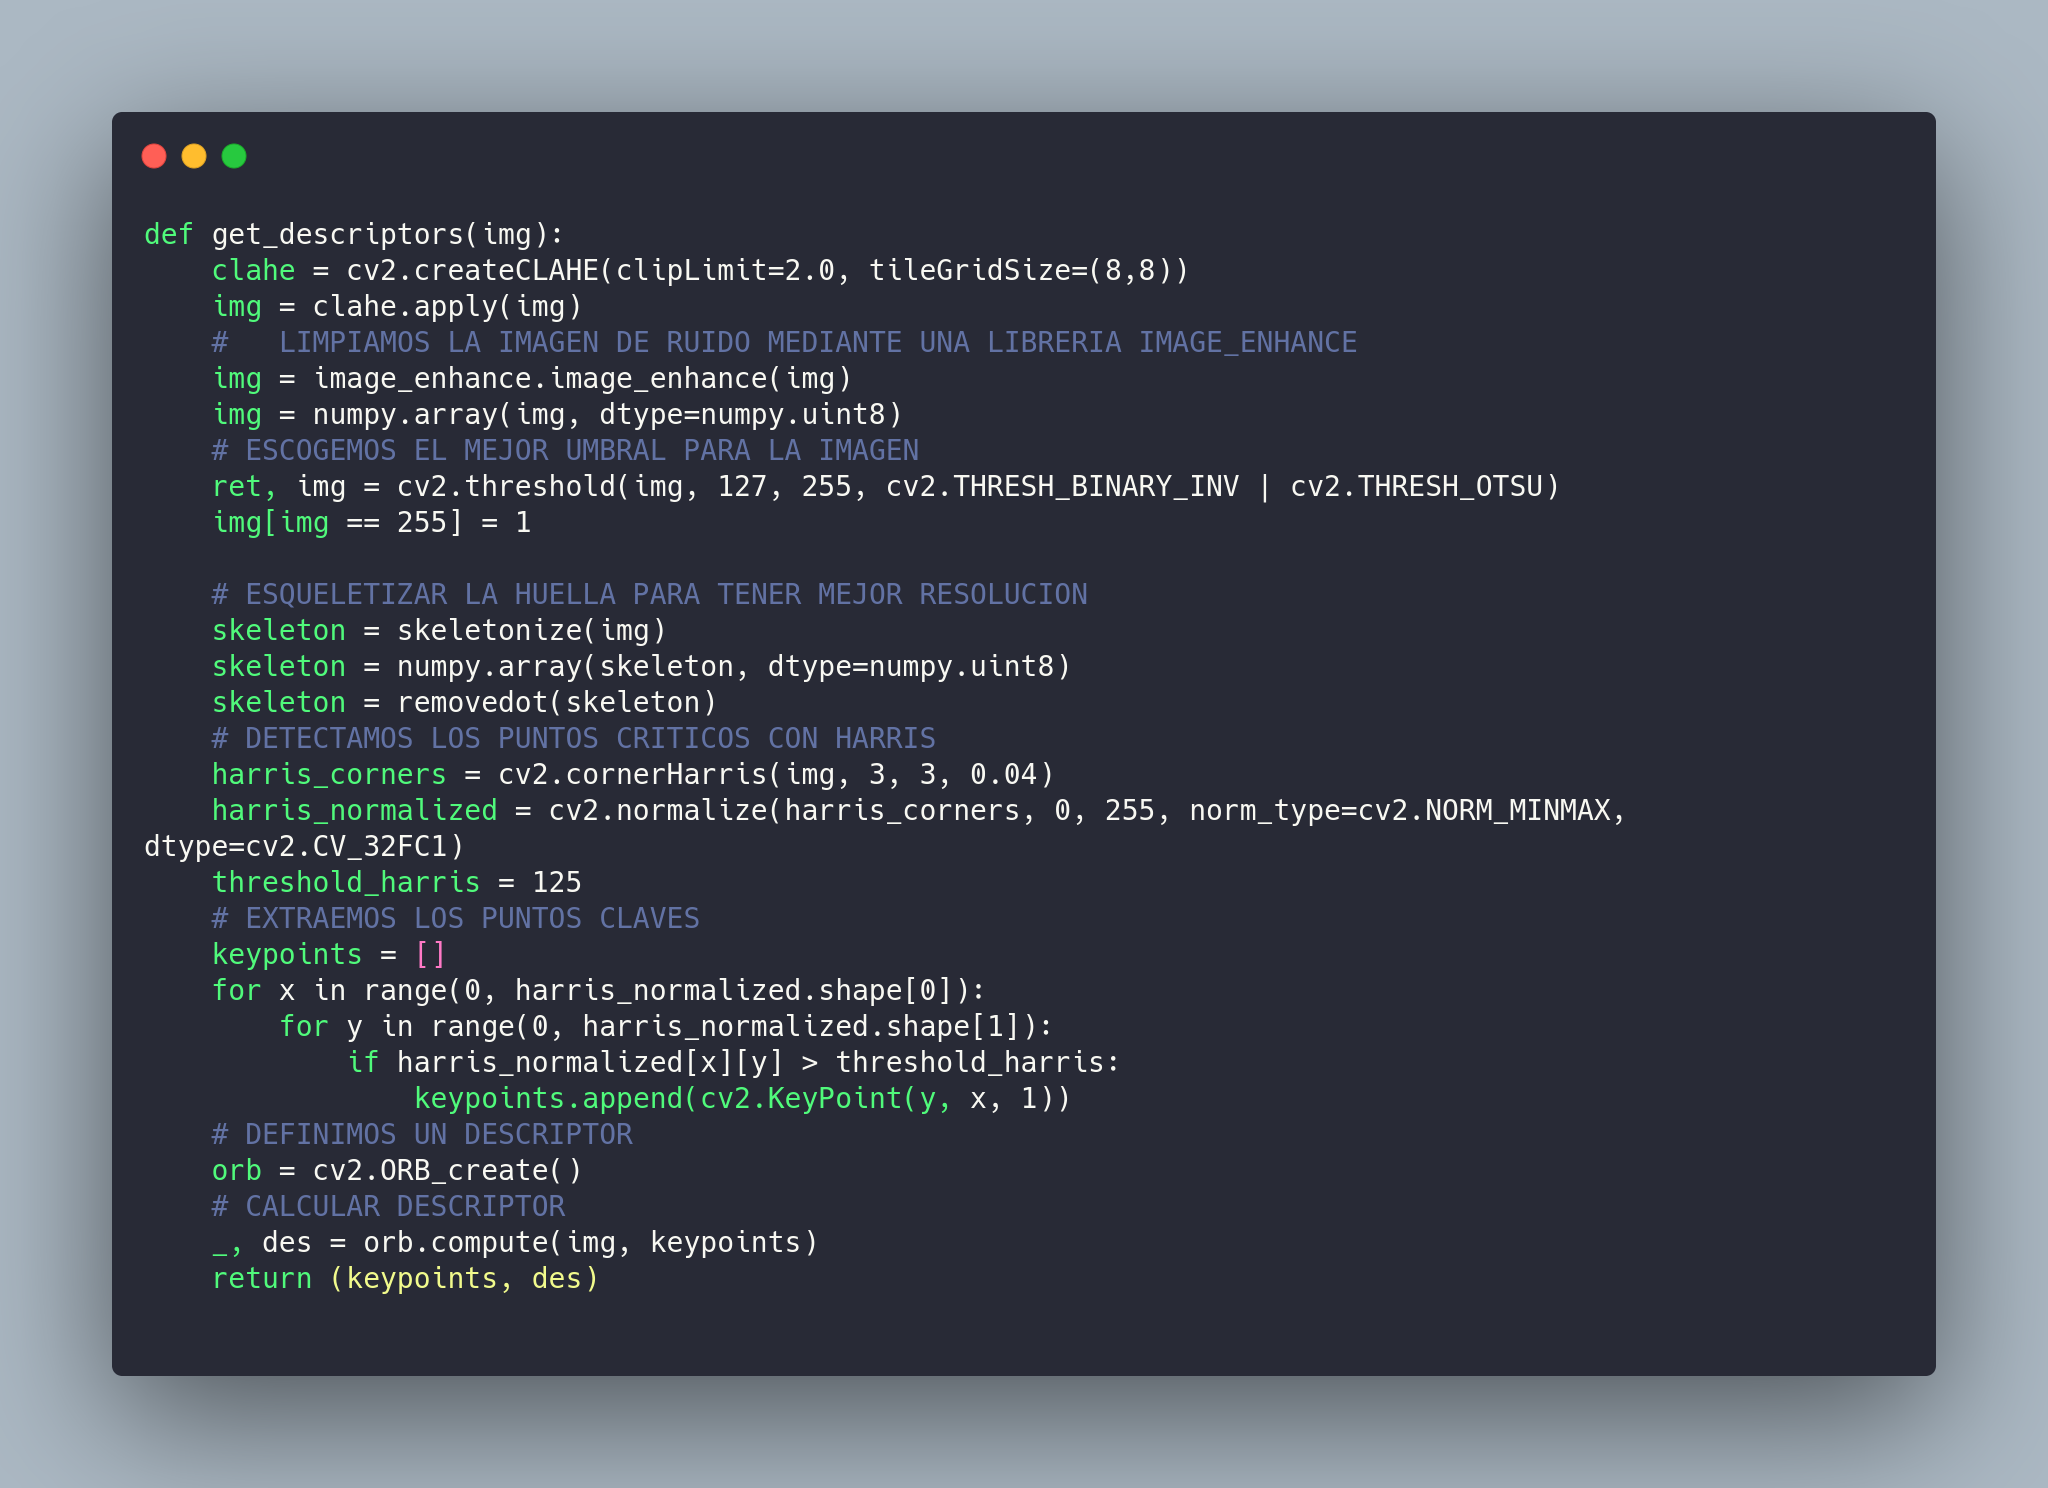 def get_descriptors(img):
    clahe = cv2.createCLAHE(clipLimit=2.0, tileGridSize=(8,8))
    img = clahe.apply(img)
    #   LIMPIAMOS LA IMAGEN DE RUIDO MEDIANTE UNA LIBRERIA IMAGE_ENHANCE
    img = image_enhance.image_enhance(img)
    img = numpy.array(img, dtype=numpy.uint8)
    # ESCOGEMOS EL MEJOR UMBRAL PARA LA IMAGEN
    ret, img = cv2.threshold(img, 127, 255, cv2.THRESH_BINARY_INV | cv2.THRESH_OTSU)
    img[img == 255] = 1

    # ESQUELETIZAR LA HUELLA PARA TENER MEJOR RESOLUCION
    skeleton = skeletonize(img)
    skeleton = numpy.array(skeleton, dtype=numpy.uint8)
    skeleton = removedot(skeleton)
    # DETECTAMOS LOS PUNTOS CRITICOS CON HARRIS
    harris_corners = cv2.cornerHarris(img, 3, 3, 0.04)
    harris_normalized = cv2.normalize(harris_corners, 0, 255, norm_type=cv2.NORM_MINMAX,
dtype=cv2.CV_32FC1)
    threshold_harris = 125
    # EXTRAEMOS LOS PUNTOS CLAVES
    keypoints = []
    for x in range(0, harris_normalized.shape[0]):
        for y in range(0, harris_normalized.shape[1]):
            if harris_normalized[x][y] > threshold_harris:
                keypoints.append(cv2.KeyPoint(y, x, 1))
    # DEFINIMOS UN DESCRIPTOR
    orb = cv2.ORB_create()
    # CALCULAR DESCRIPTOR
    _, des = orb.compute(img, keypoints)
    return (keypoints, des)